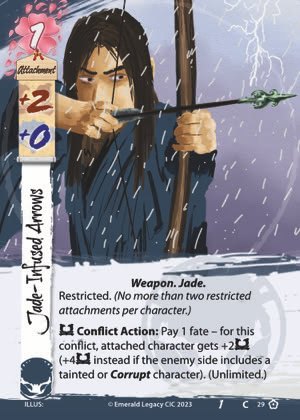 1
Attachment
+2
+0
Jade-Infused Arrows
Weapon. Jade.
Restricted. (No more than two restricted
attachments per character.)
Conflict Action: Pay 1 fate – for this
conflict, attached character gets +2
(+4 instead if the enemy side includes a
tainted or Corrupt character). (Unlimited.)
ILLUS:
© Emerald Legacy CIC 2023
1 C 29